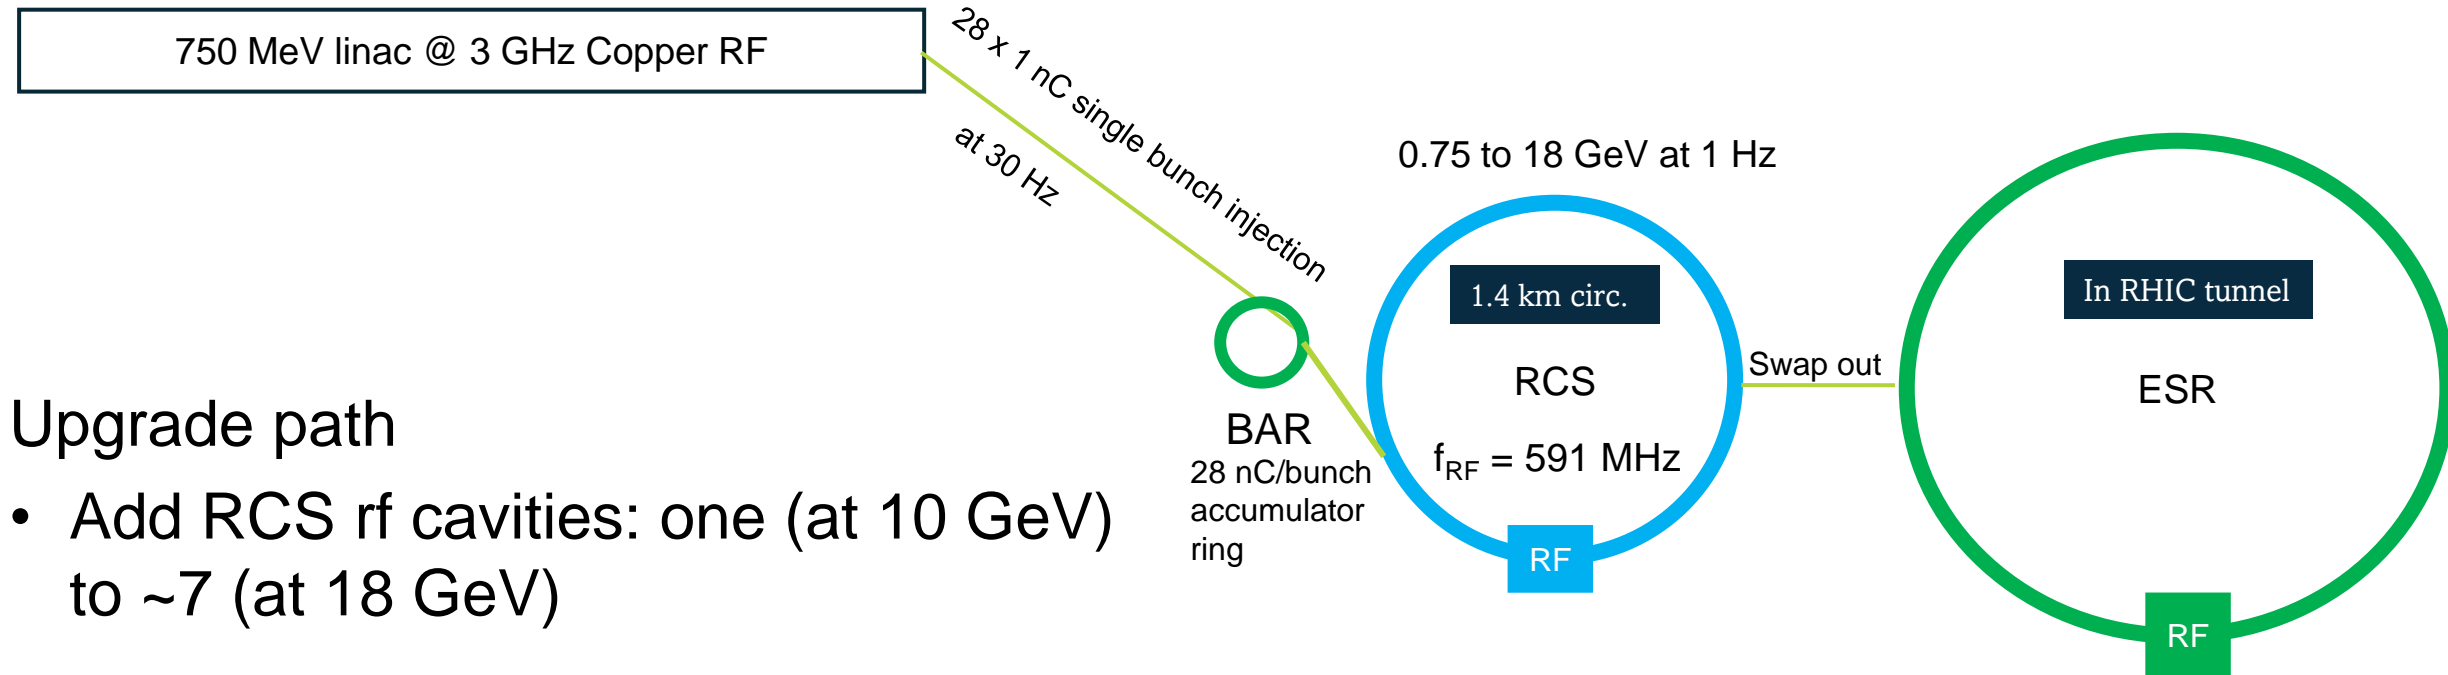 750 MeV linac @ 3 GHz Copper RF
28 x 1 nC single bunch injection
at 30 Hz
0.75 to 18 GeV at 1 Hz
1.4 km circ.
RCS
fRF = 591 MHz
RF
Swap out
In RHIC tunnel
ESR
RF
BAR
28 nC/bunch
accumulator
ring
Upgrade path
• Add RCS rf cavities: one (at 10 GeV)
to ~7 (at 18 GeV)